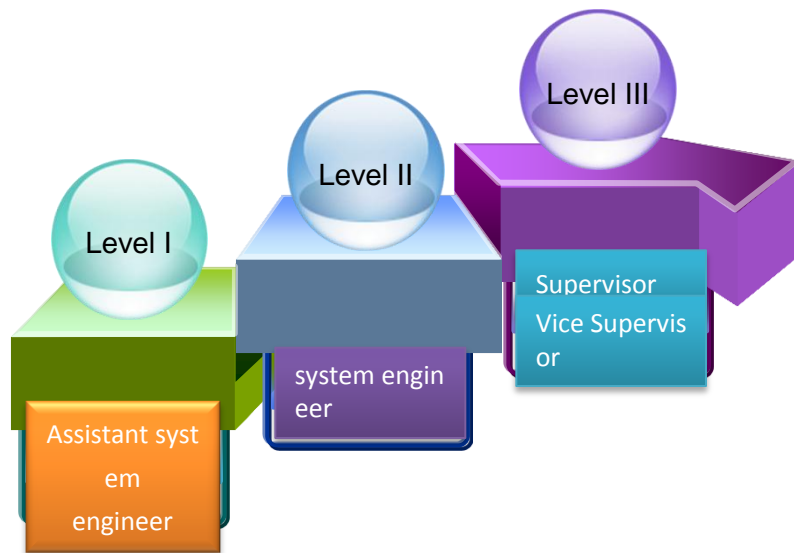 Level I
Assistant syst
em
engineer
Level II
system engin
eer
Level III
Supervisor
Vice Supervis
or